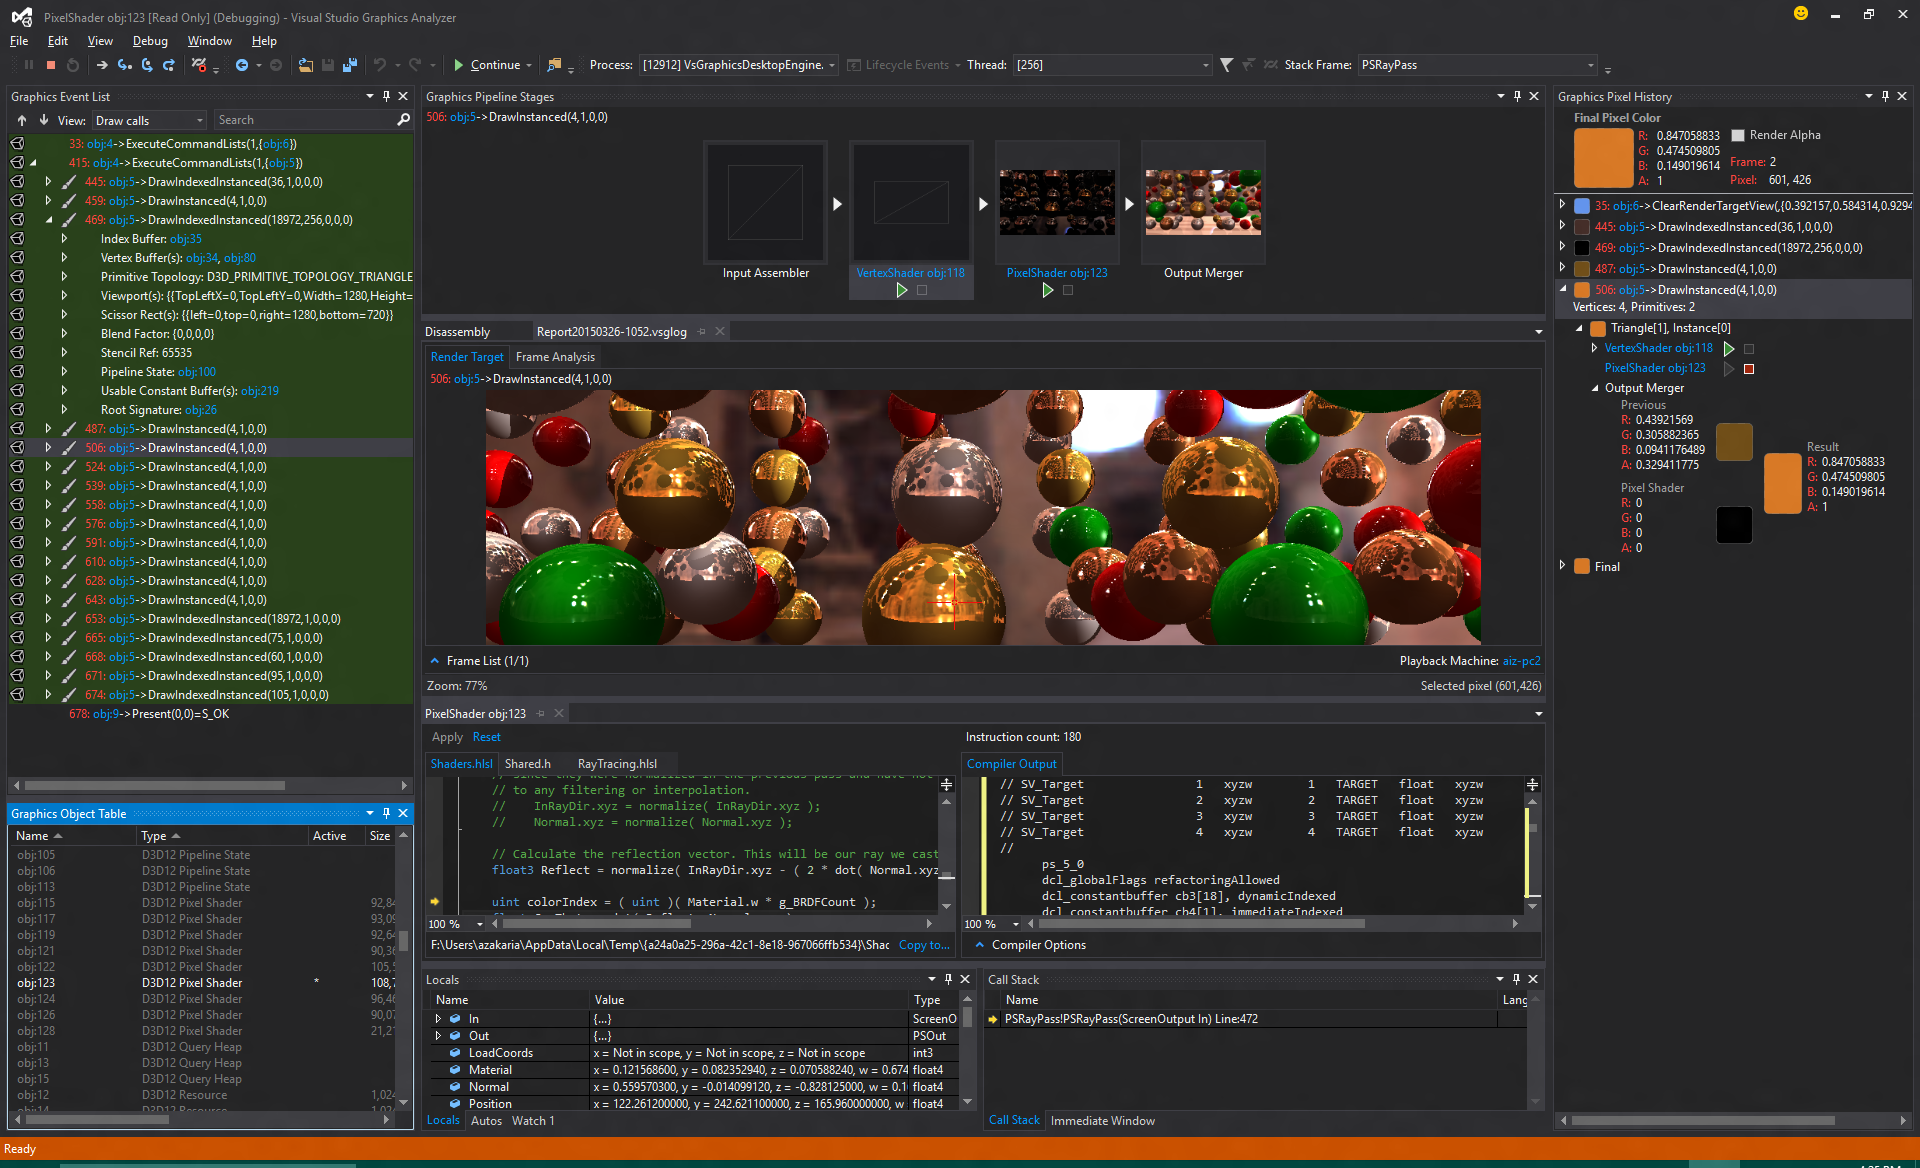 PixelShader obj:123 [Read Only] (Debugging) - Visual Studio Graphics Analyzer
File Edit View Debug Window Help
Continue Process: [12912] VsGraphicsDesktopEngine. Lifecycle Events Thread: [256] Stack Frame: PSRayPass
Graphics Event List
View: Draw calls Search
33: obj:4->ExecuteCommandLists(1,{obj:6})
415: obj:4->ExecuteCommandLists(1,{obj:5})
445: obj:5->DrawIndexedInstanced(36,1,0,0,0)
459: obj:5->DrawInstanced(4,1,0,0)
469: obj:5->DrawIndexedInstanced(18972,256,0,0,0)
Index Buffer: obj:35
Vertex Buffer(s): obj:34, obj:80
Primitive Topology: D3D_PRIMITIVE_TOPOLOGY_TRIANGLE
Viewport(s): {{TopLeftX=0,TopLeftY=0,Width=1280,Height=
Scissor Rect(s): {{left=0,top=0,right=1280,bottom=720}}
Blend Factor: {0,0,0,0}
Stencil Ref: 65535
Pipeline State: obj:100
Usable Constant Buffer(s): obj:219
Root Signature: obj:26
487: obj:5->DrawInstanced(4,1,0,0)
506: obj:5->DrawInstanced(4,1,0,0)
524: obj:5->DrawInstanced(4,1,0,0)
539: obj:5->DrawInstanced(4,1,0,0)
558: obj:5->DrawInstanced(4,1,0,0)
576: obj:5->DrawInstanced(4,1,0,0)
591: obj:5->DrawInstanced(4,1,0,0)
610: obj:5->DrawInstanced(4,1,0,0)
628: obj:5->DrawInstanced(4,1,0,0)
643: obj:5->DrawInstanced(4,1,0,0)
653: obj:5->DrawIndexedInstanced(18972,1,0,0,0)
665: obj:5->DrawIndexedInstanced(75,1,0,0,0)
668: obj:5->DrawIndexedInstanced(60,1,0,0,0)
671: obj:5->DrawIndexedInstanced(95,1,0,0,0)
674: obj:5->DrawIndexedInstanced(105,1,0,0,0)
678: obj:9->Present(0,0)=S_OK
Graphics Object Table
Name Type Active Size
obj:105 D3D12 Pipeline State
obj:106 D3D12 Pipeline State
obj:113 D3D12 Pipeline State
obj:115 D3D12 Pixel Shader 92,84
obj:117 D3D12 Pixel Shader 93,09
obj:119 D3D12 Pixel Shader 92,64
obj:121 D3D12 Pixel Shader 90,36
obj:122 D3D12 Pixel Shader 105,5
obj:123 D3D12 Pixel Shader * 108,7
obj:124 D3D12 Pixel Shader 96,46
obj:126 D3D12 Pixel Shader 90,07
obj:128 D3D12 Pixel Shader 21,21
obj:11 D3D12 Query Heap
obj:13 D3D12 Query Heap
obj:15 D3D12 Query Heap
obj:12 D3D12 Resource 1,024
obj:14 D3D12 Resource 1,024
Graphics Pipeline Stages
506: obj:5->DrawInstanced(4,1,0,0)
Input Assembler VertexShader obj:118 PixelShader obj:123 Output Merger
Disassembly Report20150326-1052.vsglog
Render Target Frame Analysis
506: obj:5->DrawInstanced(4,1,0,0)
Frame List (1/1) Playback Machine: aiz-pc2
Zoom: 77% Selected pixel (601,426)
PixelShader obj:123
Apply Reset Instruction count: 180
Shaders.hlsl Shared.h RayTracing.hlsl
// Since they were normalized in the previous pass and have not
// to any filtering or interpolation.
// InRayDir.xyz = normalize( InRayDir.xyz );
// Normal.xyz = normalize( Normal.xyz );
// Calculate the reflection vector. This will be our ray we cast
float3 Reflect = normalize( InRayDir.xyz - ( 2 * dot( Normal.xyz
uint colorIndex = ( uint )( Material.w * g_BRDFCount );
100 %
F:\Users\azakaria\AppData\Local\Temp\{a24a0a25-296a-42c1-8e18-967066ffb534}\Shac Copy to...
Compiler Output
// SV_Target 1 xyzw 1 TARGET float xyzw
// SV_Target 2 xyzw 2 TARGET float xyzw
// SV_Target 3 xyzw 3 TARGET float xyzw
// SV_Target 4 xyzw 4 TARGET float xyzw
//
ps_5_0
dcl_globalFlags refactoringAllowed
dcl_constantbuffer cb3[18], dynamicIndexed
dcl_constantbuffer cb4[1], immediateIndexed
100 %
Compiler Options
Locals
Name Value Type
In {...} ScreenO
Out {...} PSOut
LoadCoords x = Not in scope, y = Not in scope, z = Not in scope int3
Material x = 0.121568600, y = 0.082352940, z = 0.070588240, w = 0.674 float4
Normal x = 0.559570300, y = -0.014099120, z = -0.828125000, w = 0.1 float4
Position x = 122.261200000, y = 242.621100000, z = 165.960000000, w float4
Locals Autos Watch 1
Call Stack
Name Lang
PSRayPass!PSRayPass(ScreenOutput In) Line:472
Call Stack Immediate Window
Graphics Pixel History
Final Pixel Color
R: 0.847058833
G: 0.474509805
B: 0.149019614
A: 1
Render Alpha
Frame: 2
Pixel: 601, 426
35: obj:6->ClearRenderTargetView(,{0.392157,0.584314,0.9294
445: obj:5->DrawIndexedInstanced(36,1,0,0,0)
469: obj:5->DrawIndexedInstanced(18972,256,0,0,0)
487: obj:5->DrawInstanced(4,1,0,0)
506: obj:5->DrawInstanced(4,1,0,0)
Vertices: 4, Primitives: 2
Triangle[1], Instance[0]
VertexShader obj:118
PixelShader obj:123
Output Merger
Previous
R: 0.43921569
G: 0.305882365
B: 0.0941176489
A: 0.329411775
Pixel Shader
R: 0
G: 0
B: 0
A: 0
Result
R: 0.847058833
G: 0.474509805
B: 0.149019614
A: 1
Final
Ready